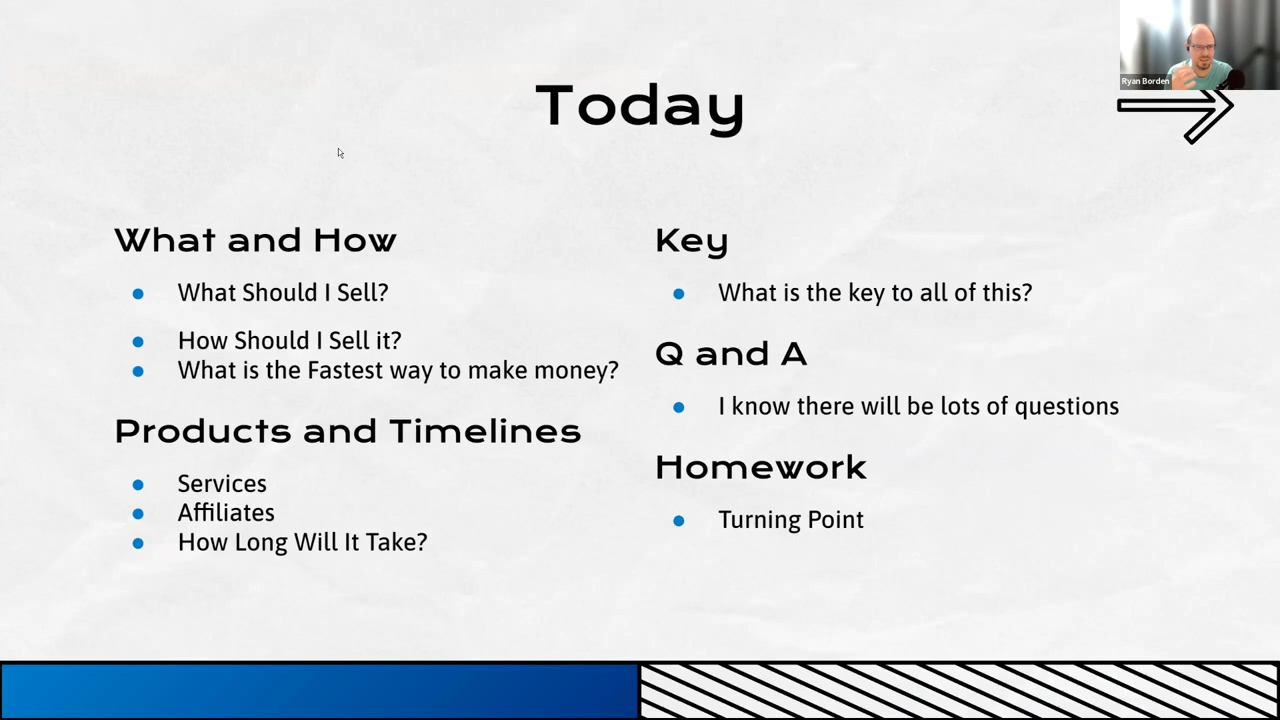 Ryan Borden
Today
What and How
What Should I Sell?
How Should I Sell it?
What is the Fastest way to make money?
Products and Timelines
Services
Affiliates
How Long Will It Take?
Key
What is the key to all of this?
Q and A
I know there will be lots of questions
Homework
Turning Point